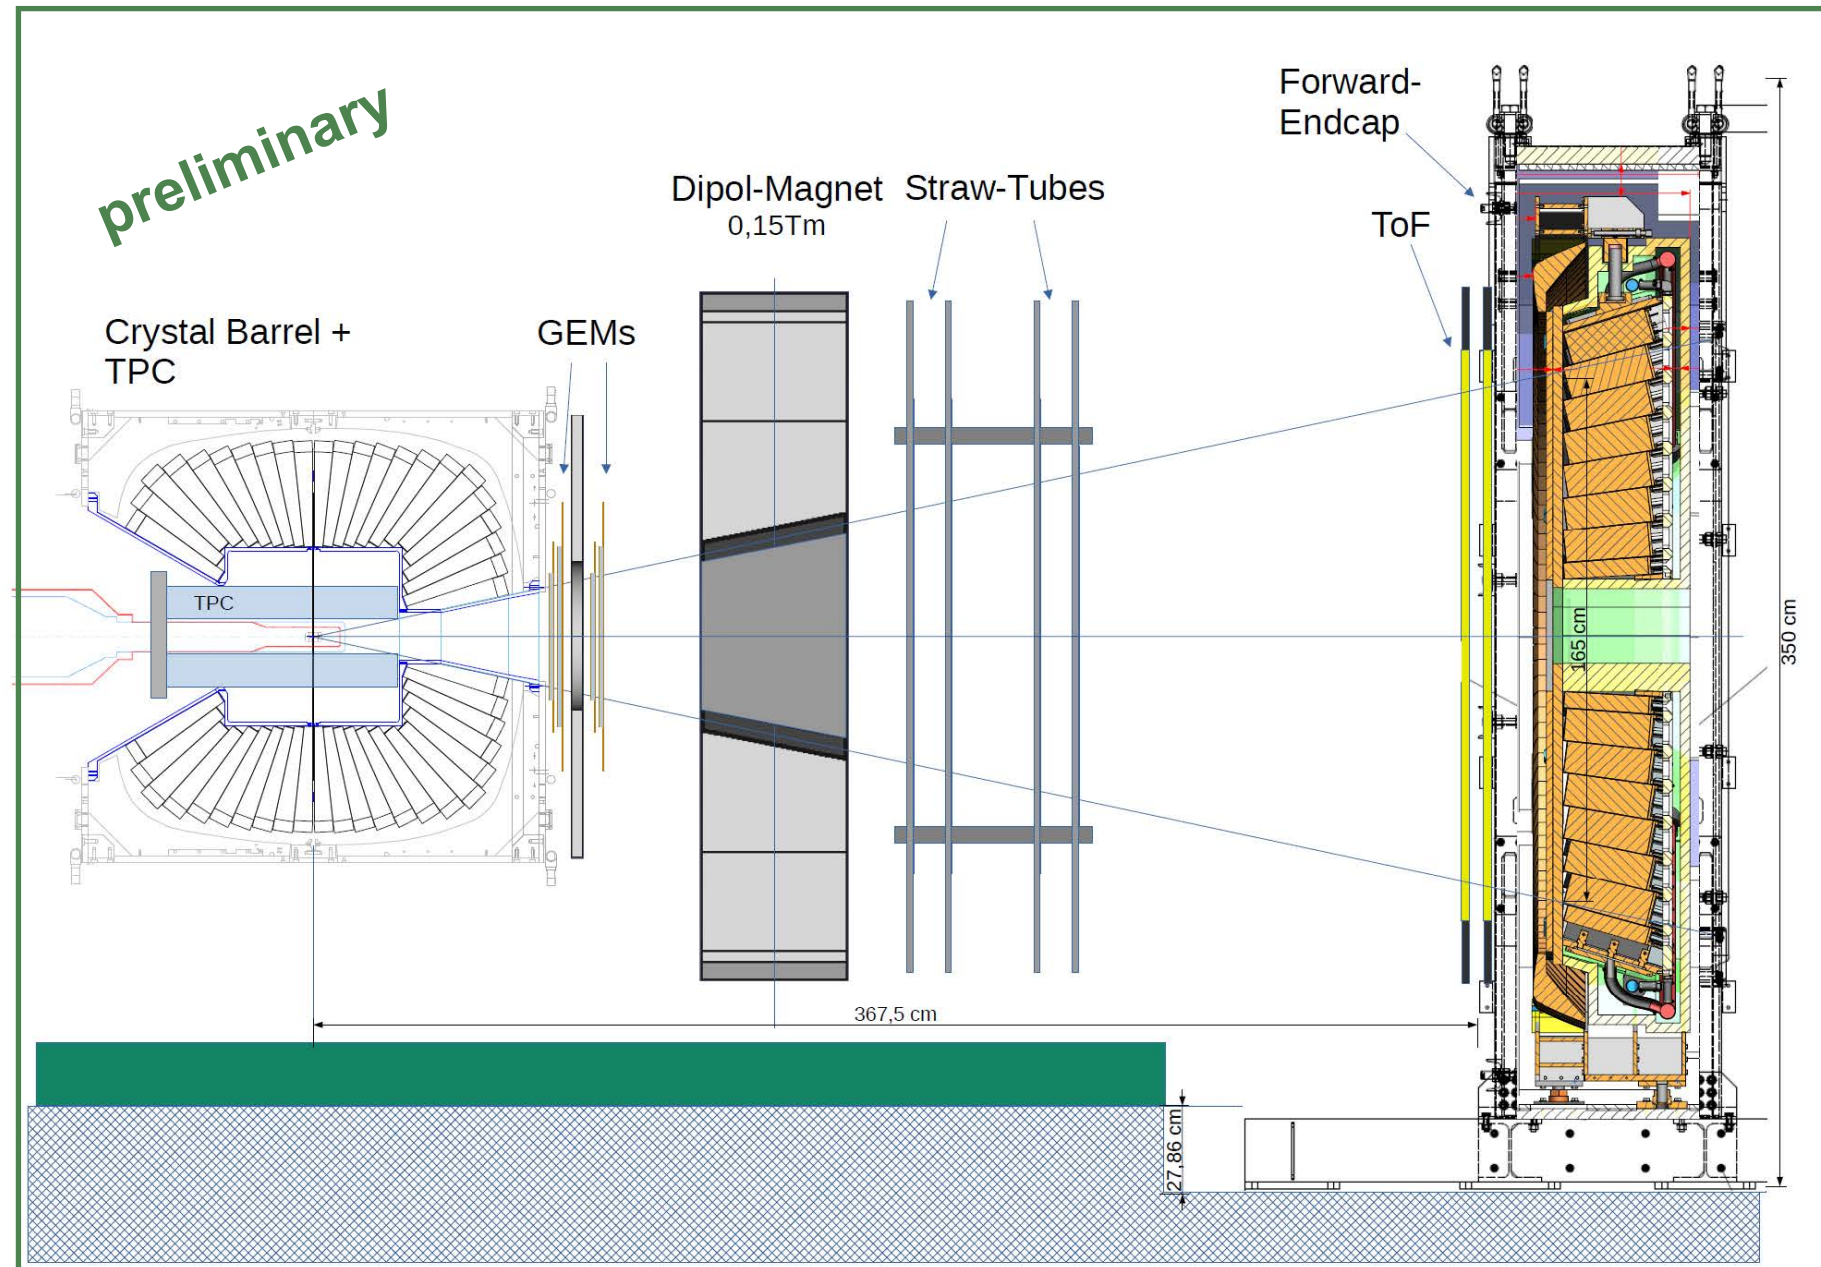 preliminary
Forward-
Endcap
Dipol-Magnet
0,15Tm
Straw-Tubes
ToF
Crystal Barrel +
TPC
GEMs
TPC
165 cm
350 cm
367,5 cm
27,86 cm